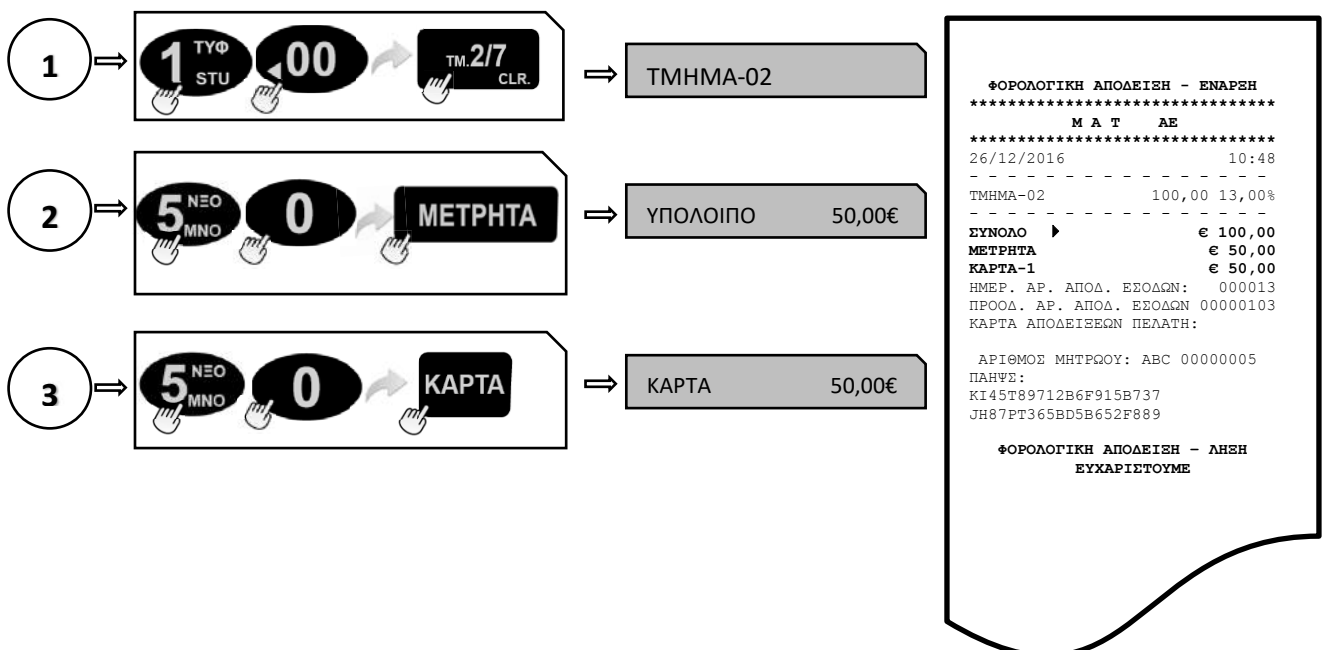 1
1 ΤΥΦ STU
00
ΤΜ.2/7 CLR.
ΤΜΗΜΑ-02
2
5 ΝΞΟ MNO
0
ΜΕΤΡΗΤΑ
ΥΠΟΛΟΙΠΟ 50,00€
3
5 ΝΞΟ MNO
0
ΚΑΡΤΑ
ΚΑΡΤΑ 50,00€
ΦΟΡΟΛΟΓΙΚΗ ΑΠΟΔΕΙΞΗ - ΕΝΑΡΞΗ
********************************
Μ Α Τ ΑΕ
********************************
26/12/2016 10:48
- - - - - - - - - - - - - - - -
ΤΜΗΜΑ-02 100,00 13,00%
- - - - - - - - - - - - - - - -
ΣΥΝΟΛΟ € 100,00
ΜΕΤΡΗΤΑ € 50,00
ΚΑΡΤΑ-1 € 50,00
ΗΜΕΡ. ΑΡ. ΑΠΟΔ. ΕΣΟΔΩΝ: 000013
ΠΡΟΟΔ. ΑΡ. ΑΠΟΔ. ΕΣΟΔΩΝ 00000103
ΚΑΡΤΑ ΑΠΟΔΕΙΞΕΩΝ ΠΕΛΑΤΗ:
ΑΡΙΘΜΟΣ ΜΗΤΡΩΟΥ: ABC 00000005
ΠΑΗΨΣ:
KI45T89712B6F915B737
JH87PT365BD5B652F889
ΦΟΡΟΛΟΓΙΚΗ ΑΠΟΔΕΙΞΗ – ΛΗΞΗ
ΕΥΧΑΡΙΣΤΟΥΜΕ